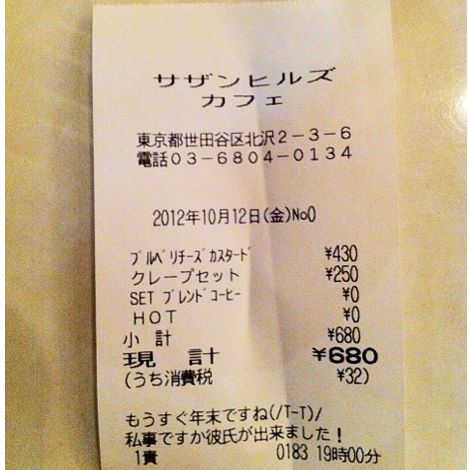 サザンヒルズ
カフェ
東京都世田谷区北沢２－３－６
電話０３－６８０４－０１３４
2012年10月12日(金)No0
ﾌﾞﾙﾍﾞﾘﾁｰｽﾞｶｽﾀｰﾄﾞ ¥430
クレープセット ¥250
SET ﾌﾞﾚﾝﾄﾞｺｰﾋｰ ¥0
ＨＯＴ ¥0
小 計 ¥680
現 計 ¥680
(うち消費税 ¥32)
もうすぐ年末ですね(/T-T)/
私事ですか彼氏が出来ました！
1責 0183 19時00分